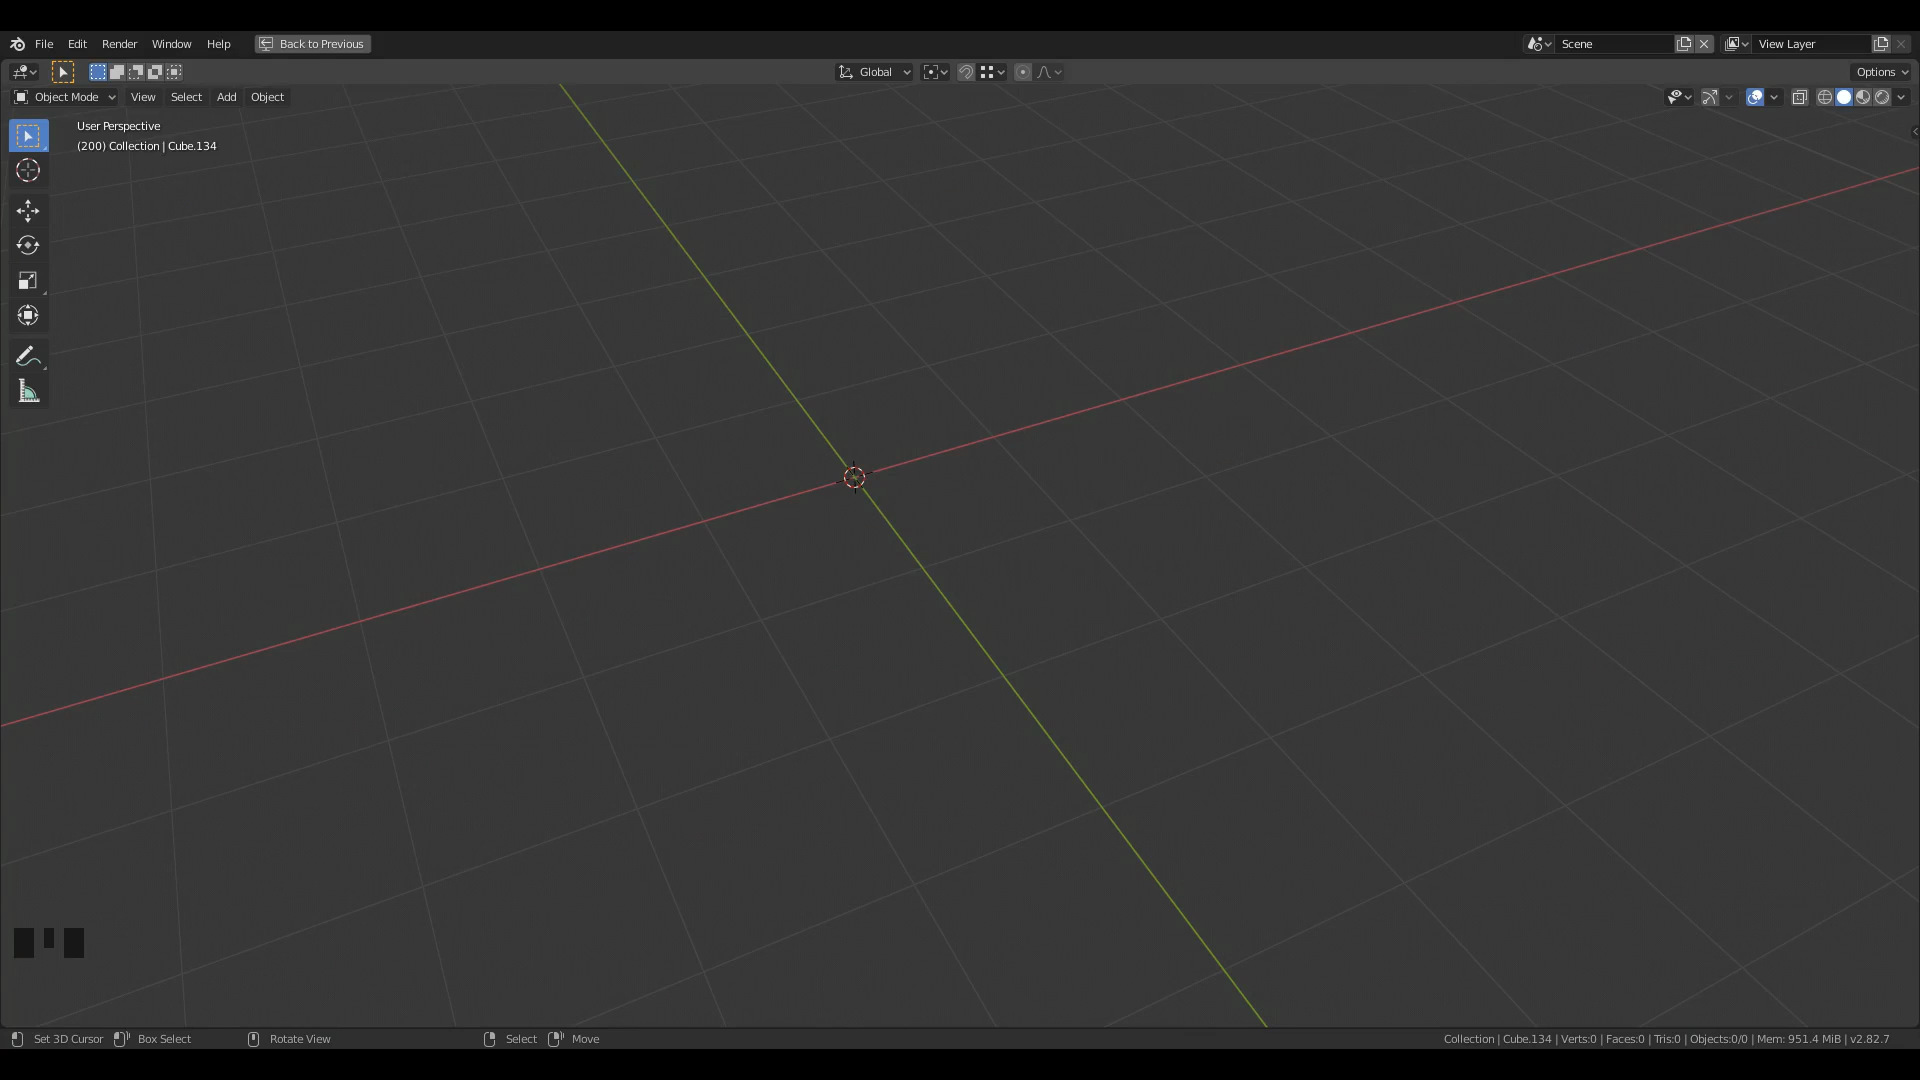 File Edit Render Window Help Back to Previous Scene View Layer
Global Options
Object Mode View Select Add Object
User Perspective
(200) Collection | Cube.134
Set 3D Cursor Box Select Rotate View Select Move Collection | Cube.134 | Verts:0 | Faces:0 | Tris:0 | Objects:0/0 | Mem: 951.4 MiB | v2.82.7